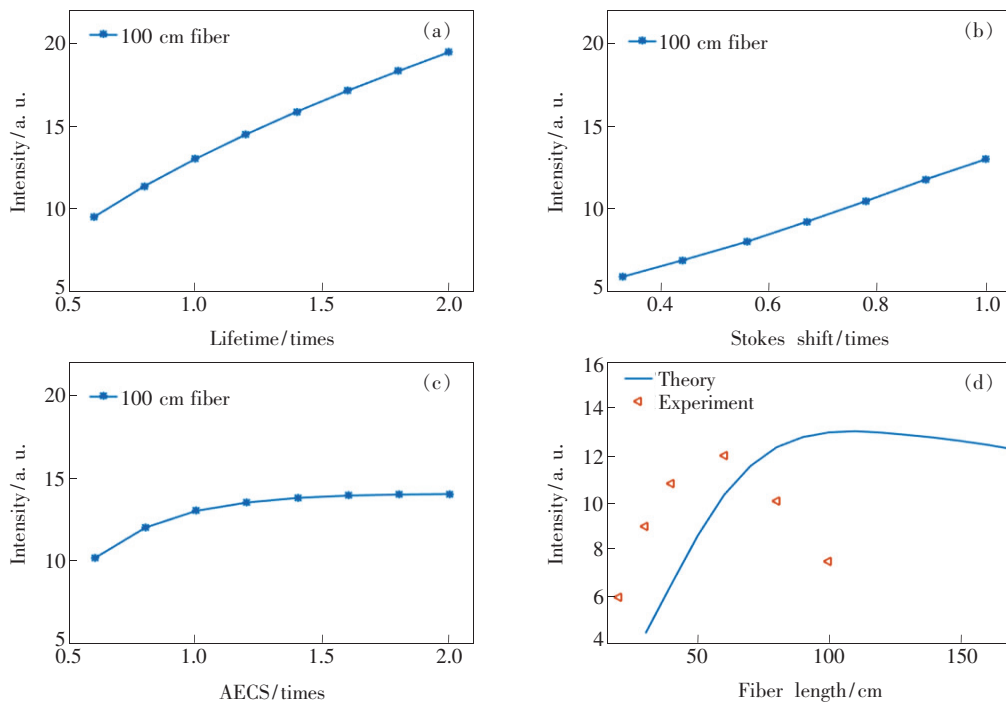 (a)
100 cm fiber
20
15
10
5
0.5 1.0 1.5 2.0
Intensity/a. u.
Lifetime/times
(b)
100 cm fiber
20
15
10
5
0.4 0.6 0.8 1.0
Intensity/a. u.
Stokes shift/times
(c)
100 cm fiber
20
15
10
5
0.5 1.0 1.5 2.0
Intensity/a. u.
AECS/times
(d)
Theory
Experiment
16
14
12
10
8
6
4
50 100 150
Intensity/a. u.
Fiber length/cm